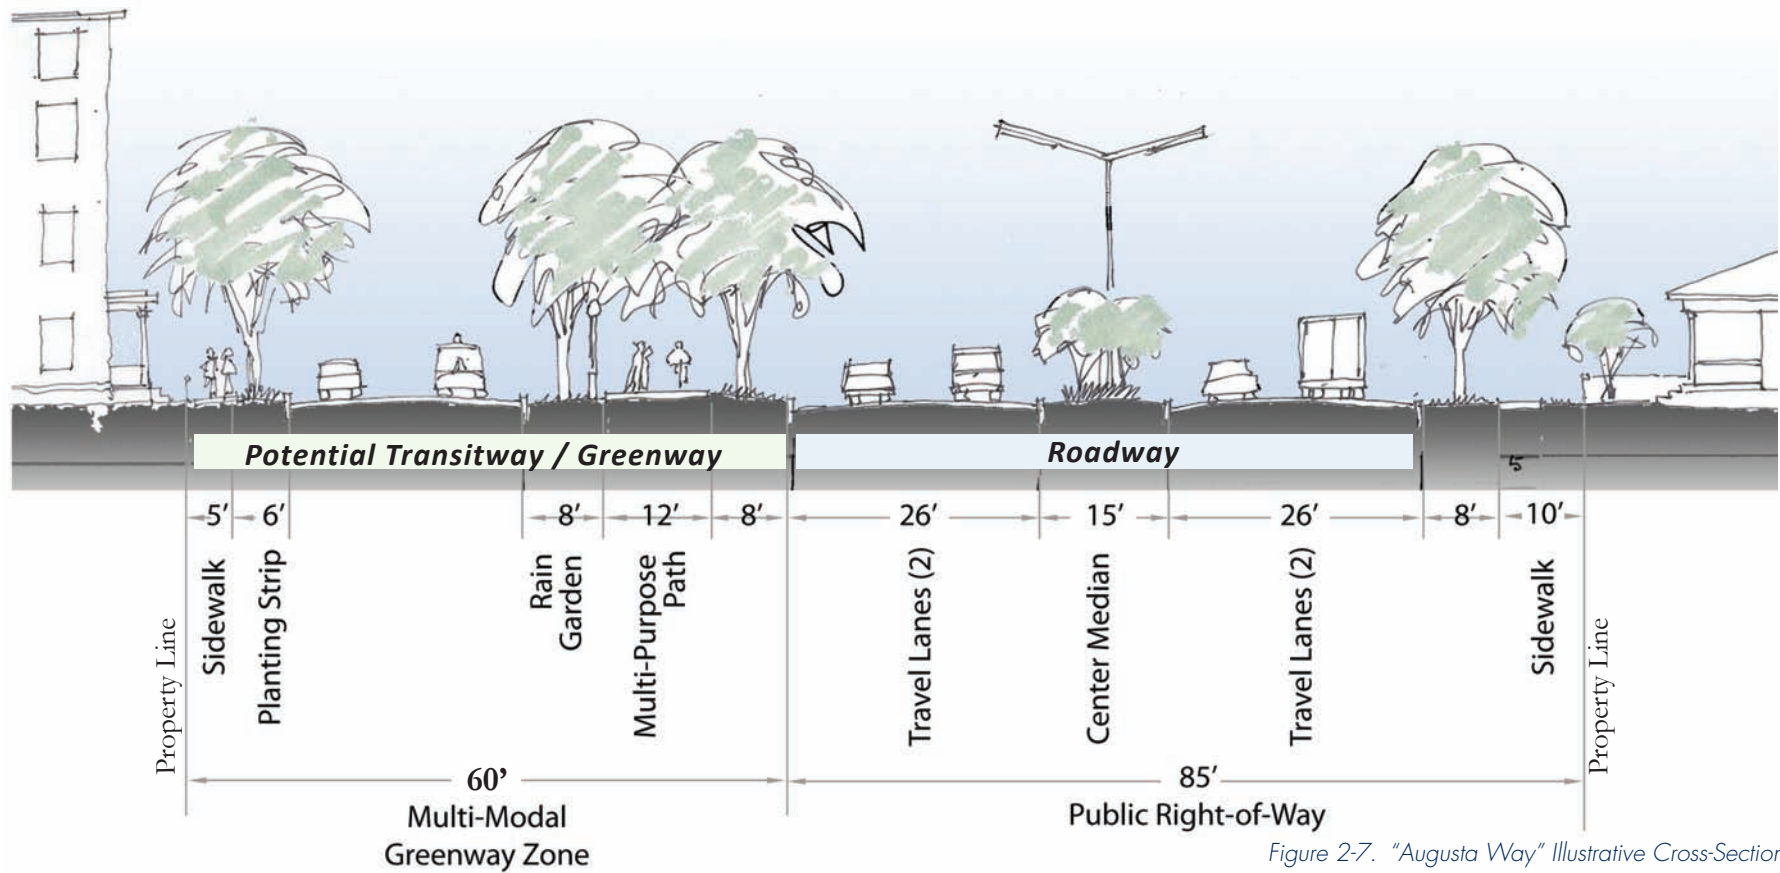 Potential Transitway / Greenway
Roadway
5
5’
6’
8’
12’
8’
26’
15’
26’
8’
10’
Property Line
Sidewalk
Planting Strip
Rain
Garden
Multi-Purpose
Path
Travel Lanes (2)
Center Median
Travel Lanes (2)
Sidewalk
Property Line
60’
85’
Multi-Modal
Greenway Zone
Public Right-of-Way
Figure 2-7. “Augusta Way” Illustrative Cross-Section